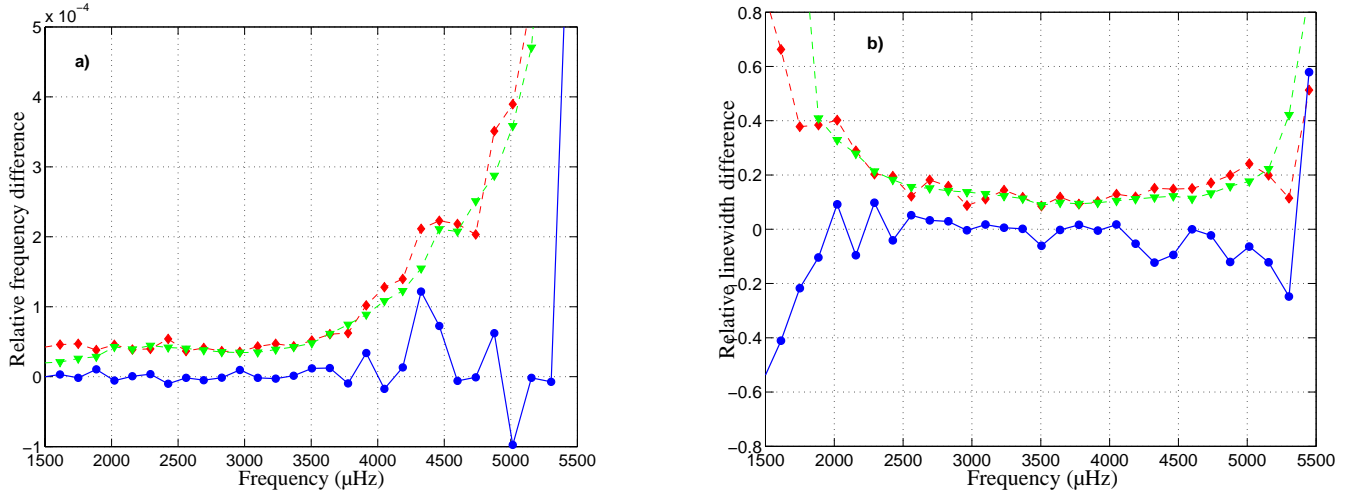 x 10⁻⁴
a)
5
4
3
2
1
0
−1
Relative frequency difference
1500 2000 2500 3000 3500 4000 4500 5000 5500
Frequency (μHz)
b)
0.8
0.6
0.4
0.2
0
−0.2
−0.4
−0.6
−0.8
Relative linewidth difference
1500 2000 2500 3000 3500 4000 4500 5000 5500
Frequency (μHz)